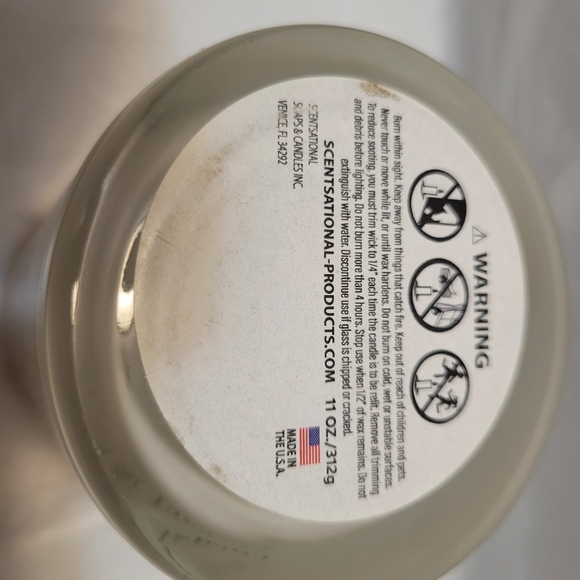 ⚠ WARNING
Burn within sight. Keep away from things that catch fire. Keep out of reach of children and pets.
Never touch or move while lit, or until wax hardens. Do not burn on cold, wet or unstable surfaces.
To reduce sooting, you must trim wick to 1/4" each time the candle is to be relit. Remove all trimming
and debris before lighting. Do not burn more than 4 hours. Stop use when 1/2" of wax remains. Do not
extinguish with water. Discontinue use if glass is chipped or cracked.
SCENTSATIONAL-PRODUCTS.COM 11 OZ./312g
SCENTSATIONAL
SOAPS & CANDLES INC.
VENICE, FL 34292
MADE IN
THE U.S.A.